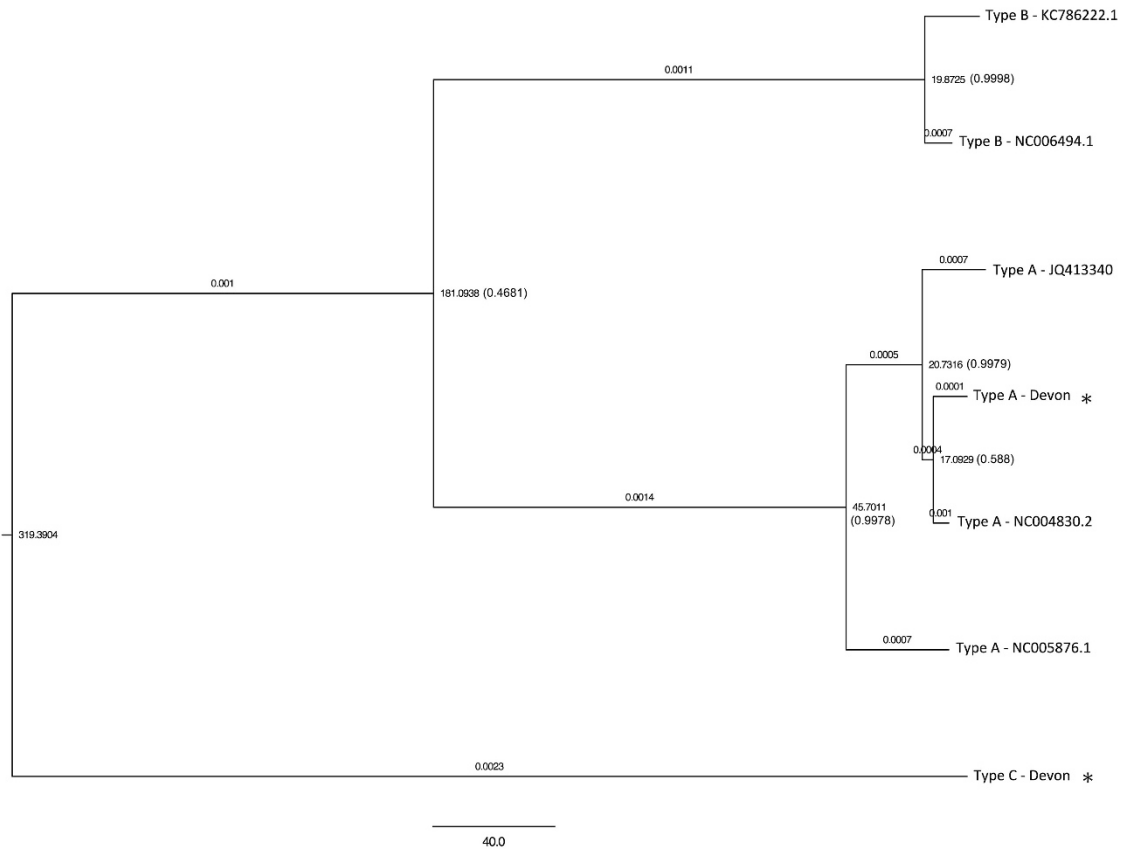 Type B - KC786222.1
0.0011
19.8725 (0.9998)
0.0007
Type B - NC006494.1
0.0007
Type A - JQ413340
0.001
181.0938 (0.4681)
0.0005
20.7316 (0.9979)
0.0001
Type A - Devon *
0.0004
17.0929 (0.588)
0.0014
45.7011
(0.9978)
0.001
Type A - NC004830.2
319.3904
0.0007
Type A - NC005876.1
0.0023
Type C - Devon *
40.0